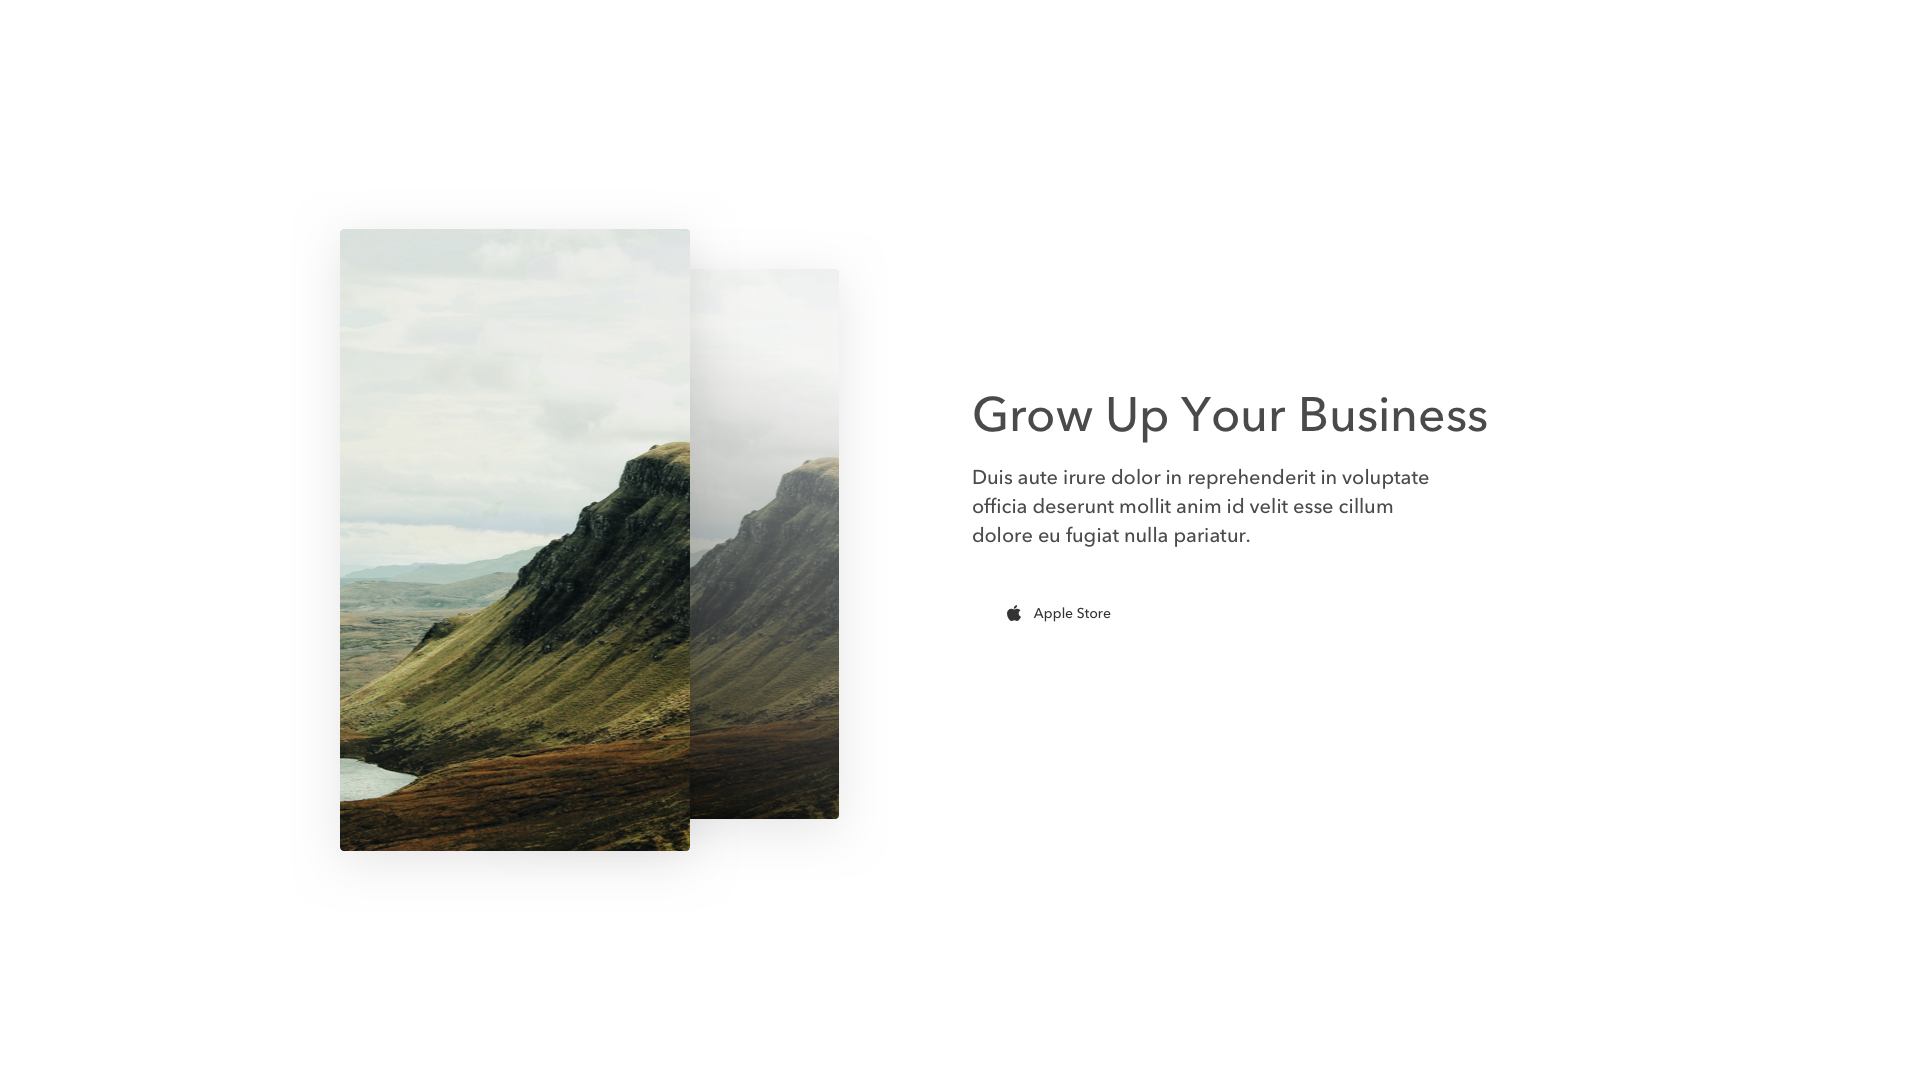 Grow Up Your Business
Duis aute irure dolor in reprehenderit in voluptate
officia deserunt mollit anim id velit esse cillum
dolore eu fugiat nulla pariatur.
Apple Store